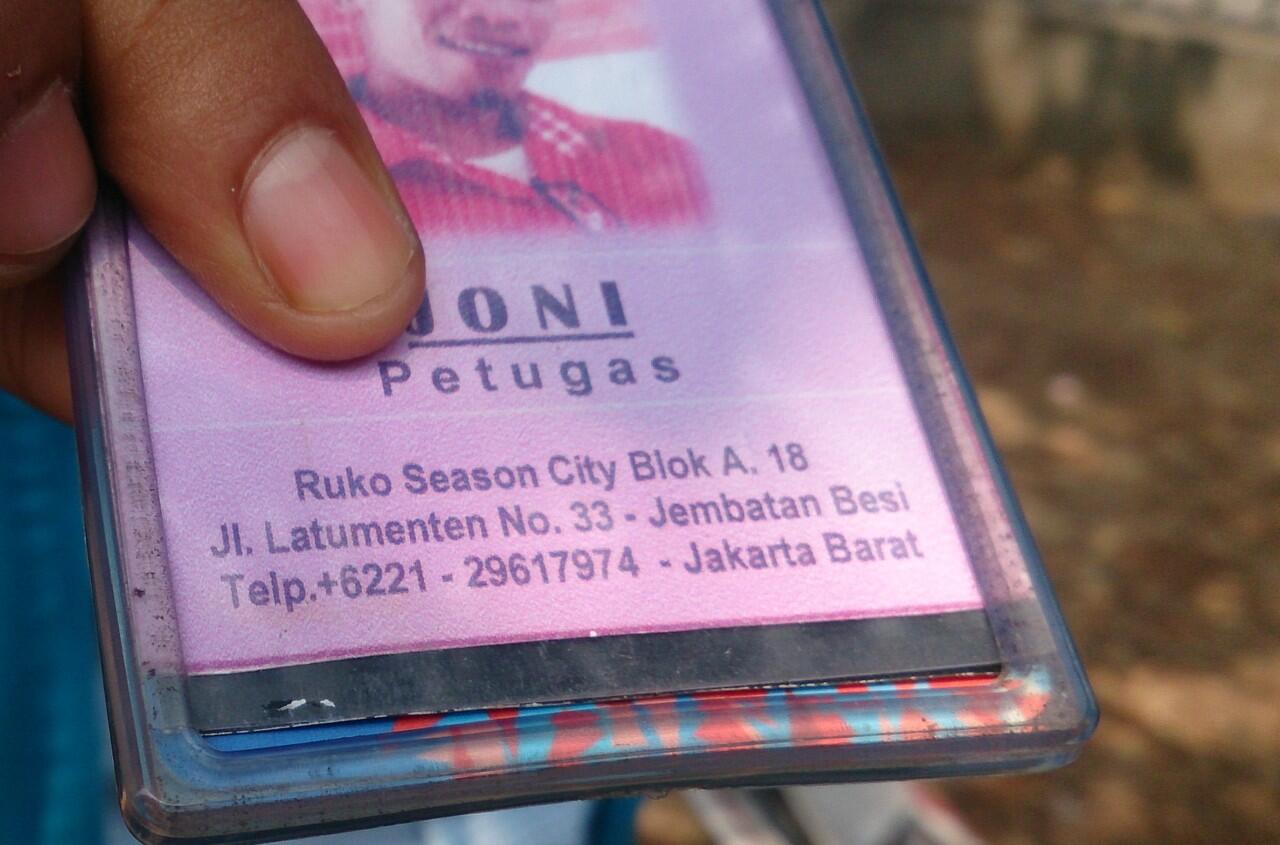 JONI
Petugas
Ruko Season City Blok A. 18
Jl. Latumenten No. 33 - Jembatan Besi
Telp.+6221 - 29617974 - Jakarta Barat